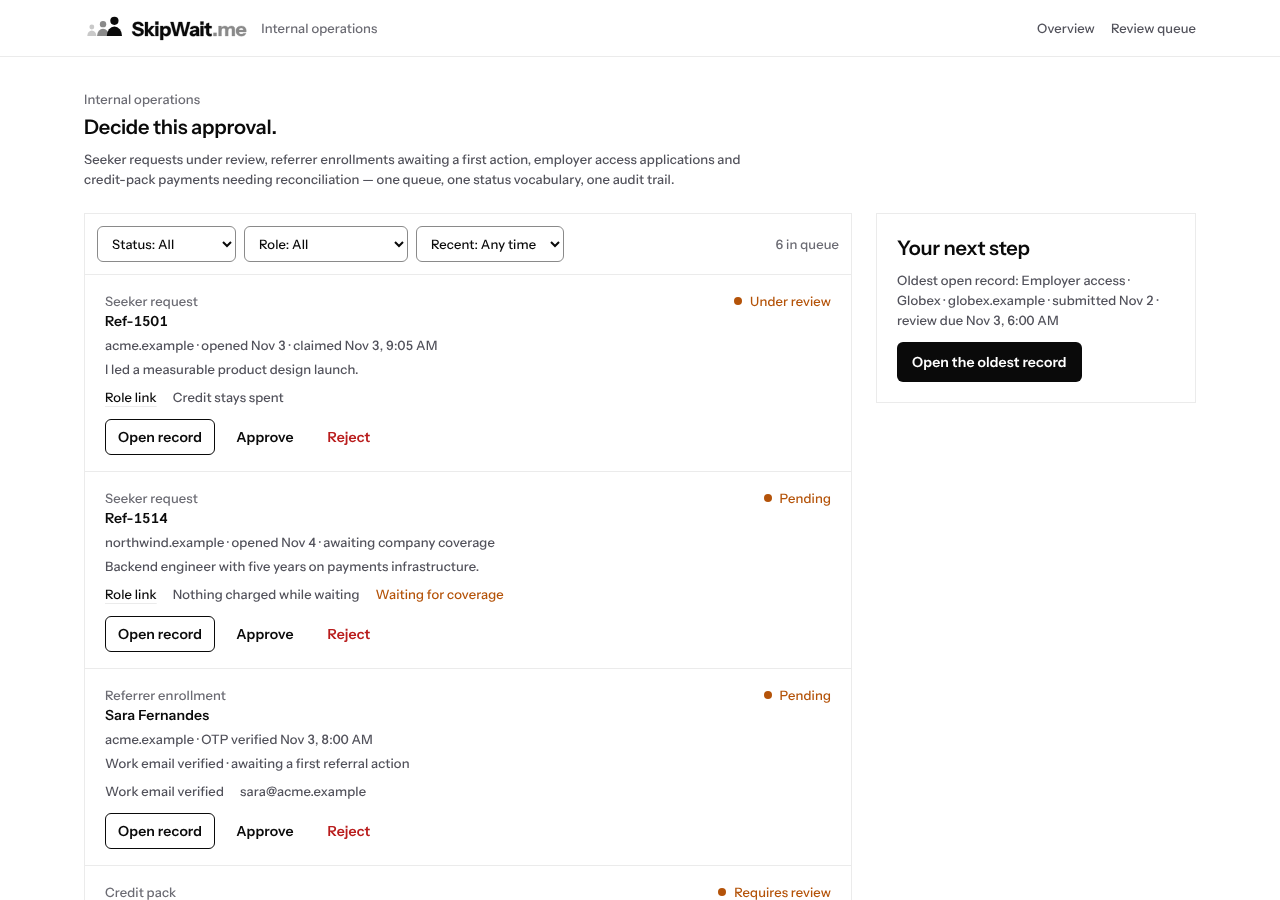 SkipWait.me
Internal operations
Overview
Review queue
Internal operations
Decide this approval.
Seeker requests under review, referrer enrollments awaiting a first action, employer access applications and
credit-pack payments needing reconciliation — one queue, one status vocabulary, one audit trail.
Status: All
Role: All
Recent: Any time
6 in queue
Seeker request
Under review
Ref-1501
acme.example · opened Nov 3 · claimed Nov 3, 9:05 AM
I led a measurable product design launch.
Role link
Credit stays spent
Open record
Approve
Reject
Seeker request
Pending
Ref-1514
northwind.example · opened Nov 4 · awaiting company coverage
Backend engineer with five years on payments infrastructure.
Role link
Nothing charged while waiting
Waiting for coverage
Open record
Approve
Reject
Referrer enrollment
Pending
Sara Fernandes
acme.example · OTP verified Nov 3, 8:00 AM
Work email verified · awaiting a first referral action
Work email verified
sara@acme.example
Open record
Approve
Reject
Credit pack
Requires review
Your next step
Oldest open record: Employer access ·
Globex · globex.example · submitted Nov 2 ·
review due Nov 3, 6:00 AM
Open the oldest record